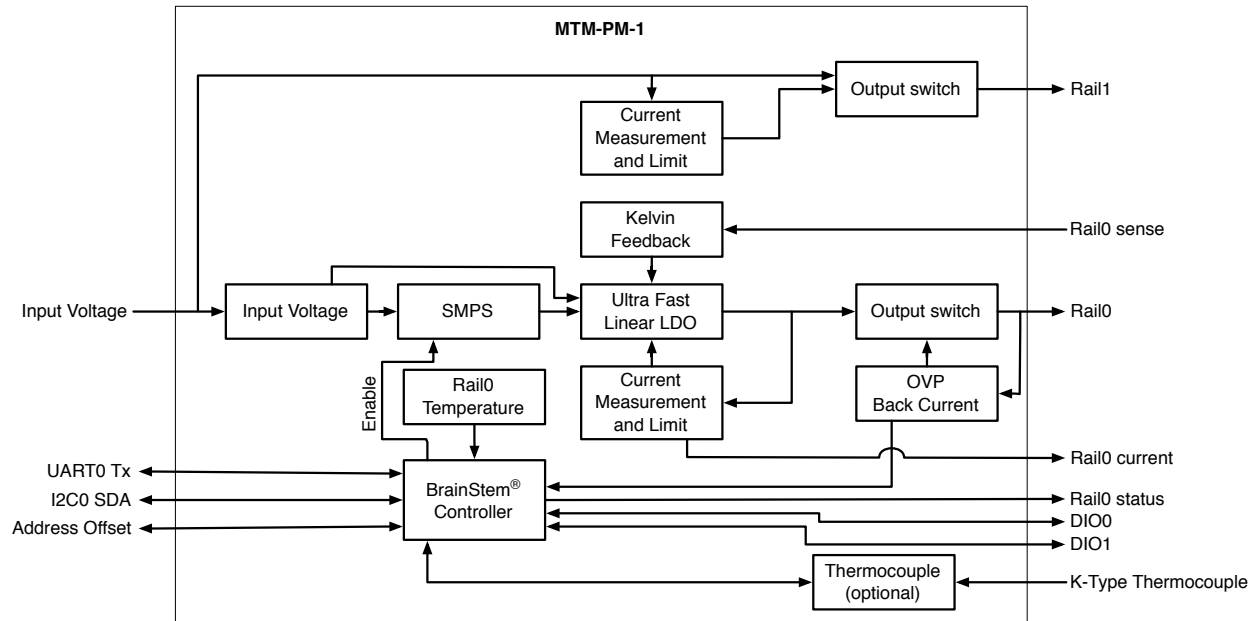 MTM-PM-1
Output switch
Rail1
Current
Measurement
and Limit
Kelvin
Feedback
Rail0 sense
Input Voltage
Input Voltage
SMPS
Ultra Fast
Linear LDO
Output switch
Rail0
Enable
Rail0
Temperature
Current
Measurement
and Limit
OVP
Back Current
Rail0 current
UART0 Tx
I2C0 SDA
Address Offset
BrainStem®
Controller
Rail0 status
DIO0
DIO1
Thermocouple
(optional)
K-Type Thermocouple